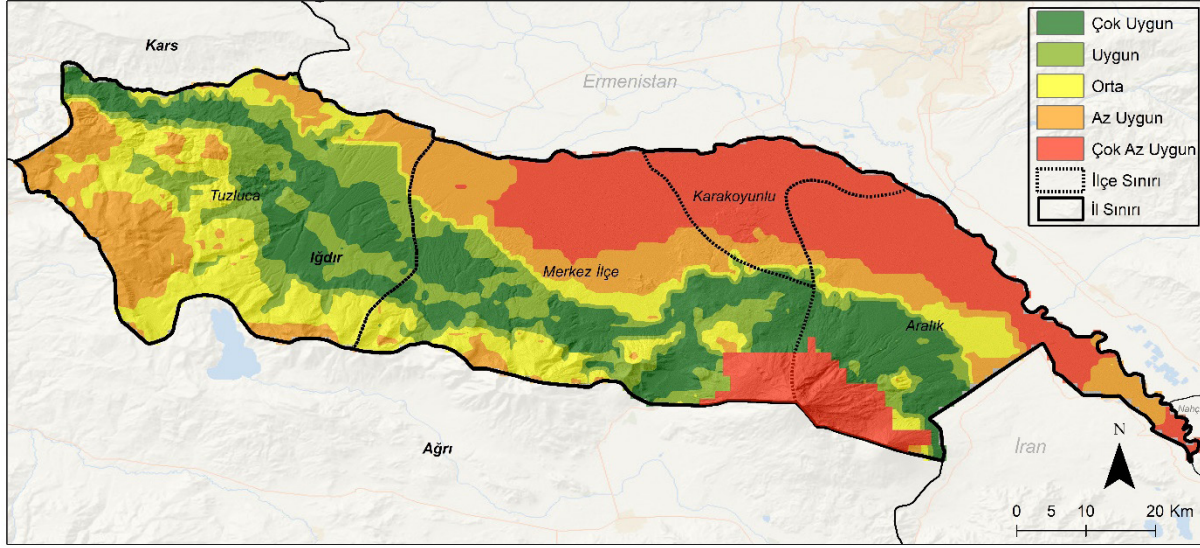 Kars
Ermenistan
Tuzluca
Iğdır
Merkez İlçe
Karakoyunlu
Aralık
Ağrı
İran
Nahç
Çok Uygun
Uygun
Orta
Az Uygun
Çok Az Uygun
İlçe Sınırı
İl Sınırı
N
0 5 10 20 Km